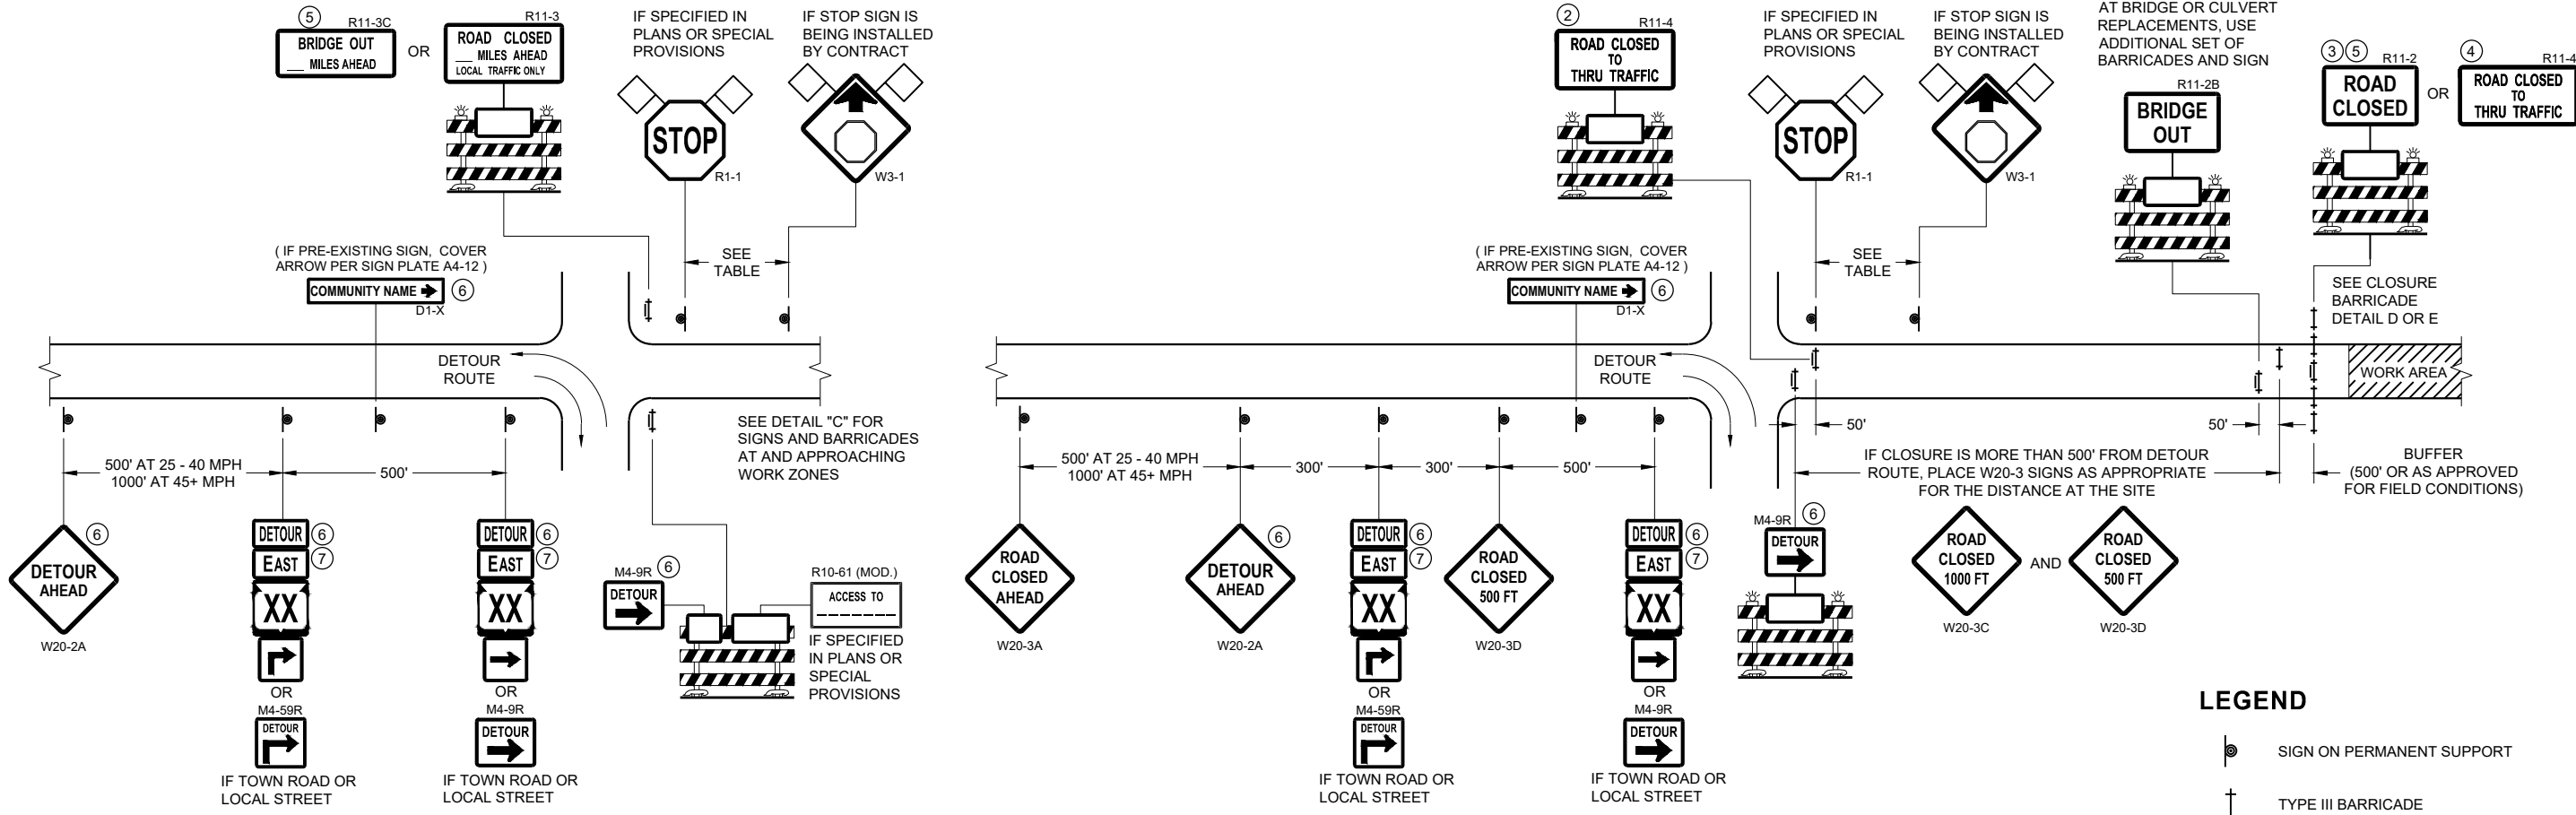 5
R11-3C
BRIDGE OUT
___ MILES AHEAD
OR
R11-3
ROAD CLOSED
___ MILES AHEAD
LOCAL TRAFFIC ONLY
IF SPECIFIED IN
PLANS OR SPECIAL
PROVISIONS
STOP
R1-1
IF STOP SIGN IS
BEING INSTALLED
BY CONTRACT
W3-1
SEE
TABLE
( IF PRE-EXISTING SIGN, COVER
ARROW PER SIGN PLATE A4-12 )
COMMUNITY NAME
6
D1-X
DETOUR
ROUTE
SEE DETAIL "C" FOR
SIGNS AND BARRICADES
AT AND APPROACHING
WORK ZONES
500' AT 25 - 40 MPH
1000' AT 45+ MPH
500'
6
DETOUR
AHEAD
W20-2A
DETOUR
6
EAST
7
XX
OR
M4-59R
DETOUR
IF TOWN ROAD OR
LOCAL STREET
DETOUR
6
EAST
7
XX
OR
M4-9R
DETOUR
IF TOWN ROAD OR
LOCAL STREET
M4-9R
6
DETOUR
R10-61 (MOD.)
ACCESS TO
_______
IF SPECIFIED
IN PLANS OR
SPECIAL
PROVISIONS
2
R11-4
ROAD CLOSED
TO
THRU TRAFFIC
IF SPECIFIED IN
PLANS OR SPECIAL
PROVISIONS
STOP
R1-1
IF STOP SIGN IS
BEING INSTALLED
BY CONTRACT
W3-1
SEE
TABLE
AT BRIDGE OR CULVERT
REPLACEMENTS, USE
ADDITIONAL SET OF
BARRICADES AND SIGN
R11-2B
BRIDGE
OUT
3
5
R11-2
ROAD
CLOSED
OR
4
R11-4
ROAD CLOSED
TO
THRU TRAFFIC
( IF PRE-EXISTING SIGN, COVER
ARROW PER SIGN PLATE A4-12 )
COMMUNITY NAME
6
D1-X
SEE CLOSURE
BARRICADE
DETAIL D OR E
DETOUR
ROUTE
WORK AREA
50'
50'
500' AT 25 - 40 MPH
1000' AT 45+ MPH
300'
300'
500'
IF CLOSURE IS MORE THAN 500' FROM DETOUR
ROUTE, PLACE W20-3 SIGNS AS APPROPRIATE
FOR THE DISTANCE AT THE SITE
BUFFER
(500' OR AS APPROVED
FOR FIELD CONDITIONS)
ROAD
CLOSED
AHEAD
W20-3A
6
DETOUR
AHEAD
W20-2A
DETOUR
6
EAST
7
XX
OR
M4-59R
DETOUR
IF TOWN ROAD OR
LOCAL STREET
ROAD
CLOSED
500 FT
W20-3D
DETOUR
6
EAST
7
XX
OR
M4-9R
DETOUR
IF TOWN ROAD OR
LOCAL STREET
M4-9R
6
DETOUR
ROAD
CLOSED
1000 FT
W20-3C
AND
ROAD
CLOSED
500 FT
W20-3D
LEGEND
SIGN ON PERMANENT SUPPORT
TYPE III BARRICADE